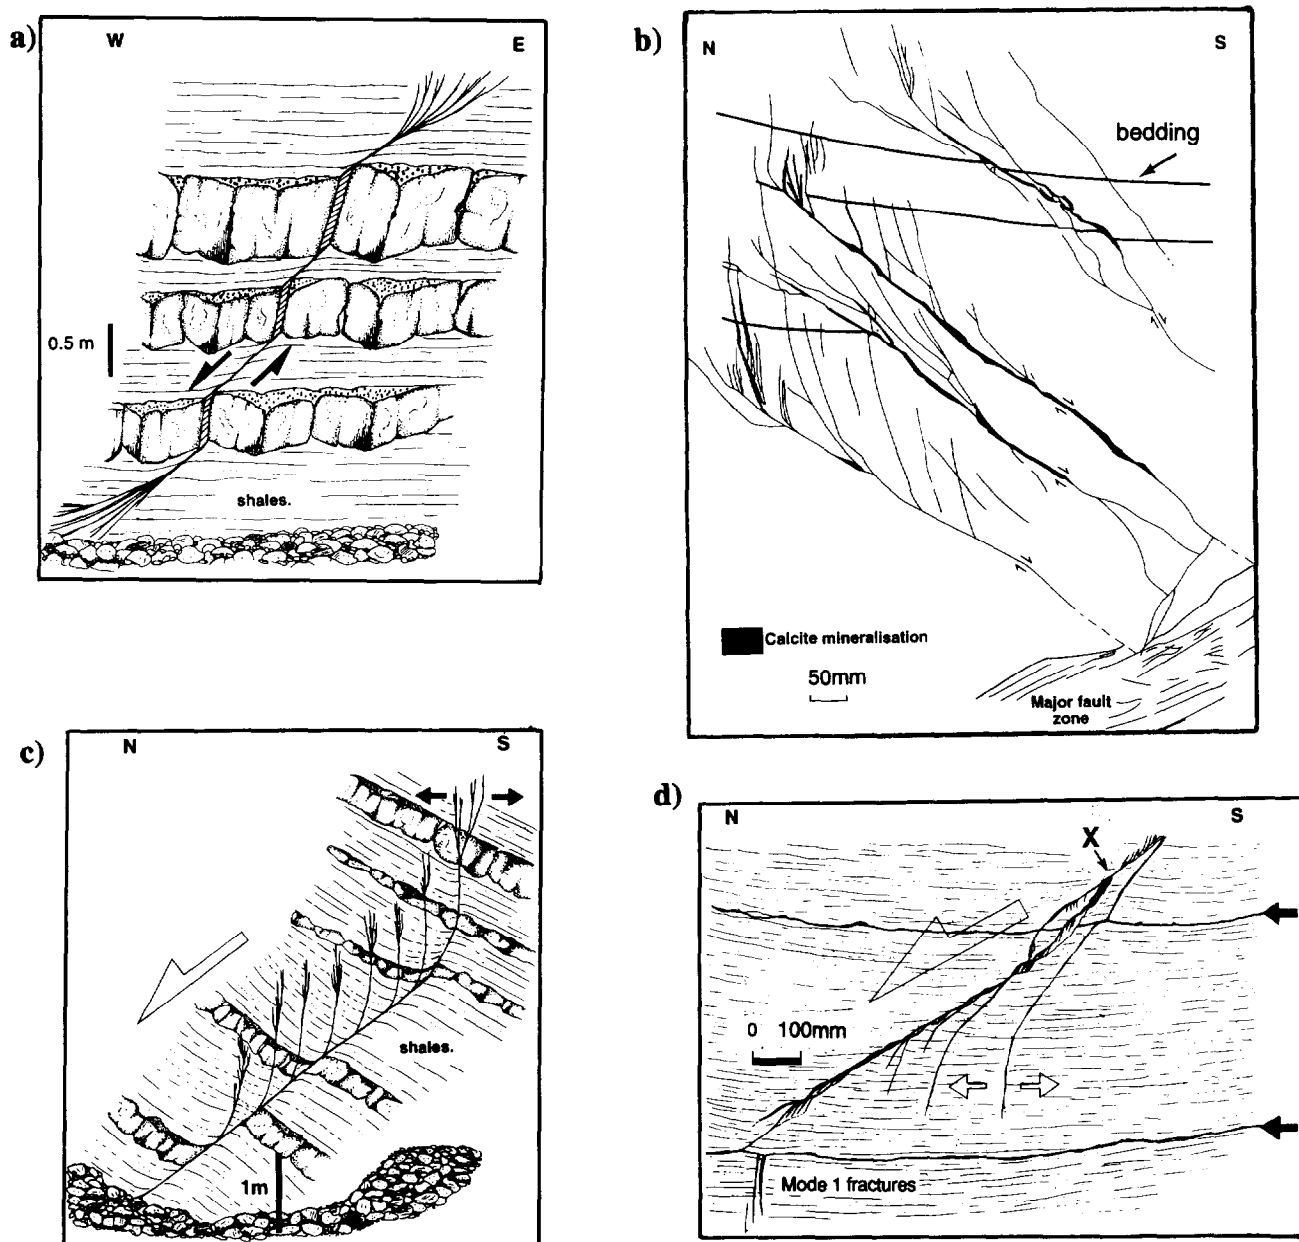 a)
W
E
0.5 m
shales.
b)
N
S
bedding
Calcite mineralisation
50mm
Major fault
zone
c)
N
S
shales.
1m
d)
N
S
X
0 100mm
Mode 1 fractures